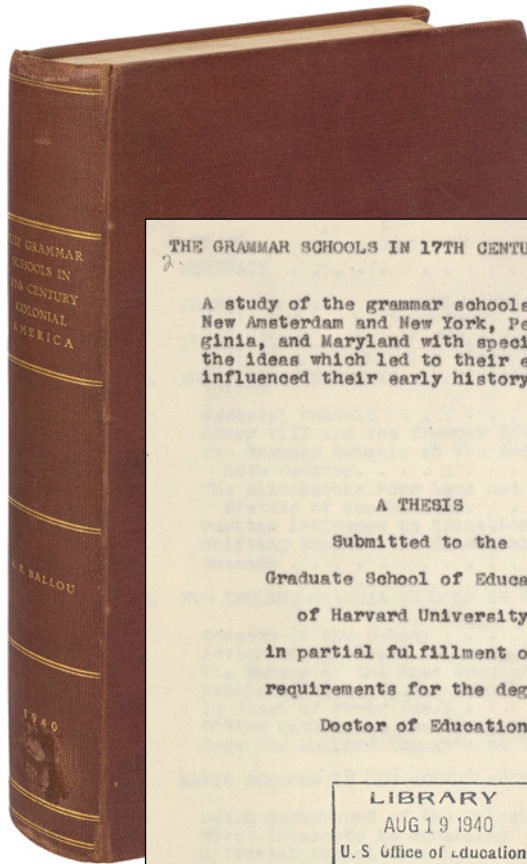 THE GRAMMAR
SCHOOLS IN
17TH CENTURY
COLONIAL
AMERICA
BALLOU
1940
THE GRAMMAR SCHOOLS IN 17TH CENTU
2.
A study of the grammar schools
New Amsterdam and New York, Pe
ginia, and Maryland with speci
the ideas which led to their e
influenced their early history
A THESIS
Submitted to the
Graduate School of Educa
of Harvard University
in partial fulfillment o
requirements for the deg
Doctor of Education
LIBRARY
AUG 19 1940
U. S Office of Education